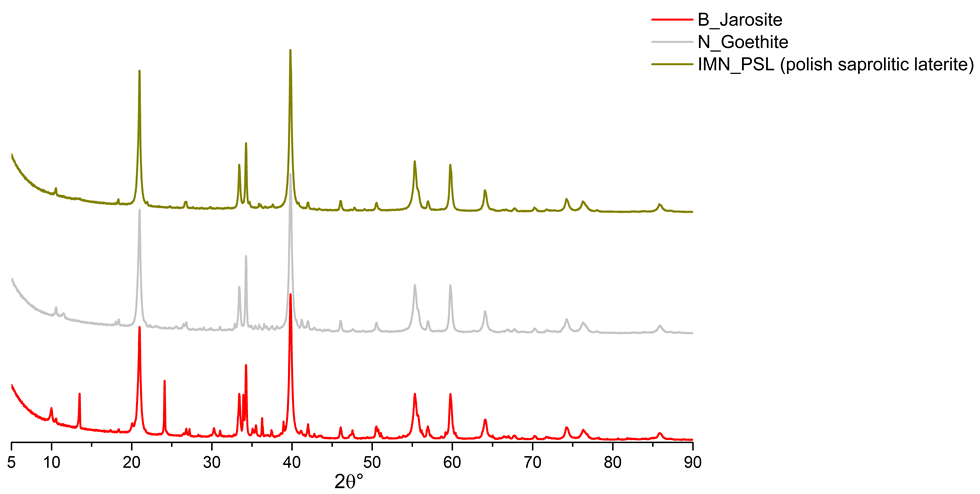 B_Jarosite
N_Goethite
IMN_PSL (polish saprolitic laterite)
5 10 20 30 40 50 60 70 80 90
2θ°